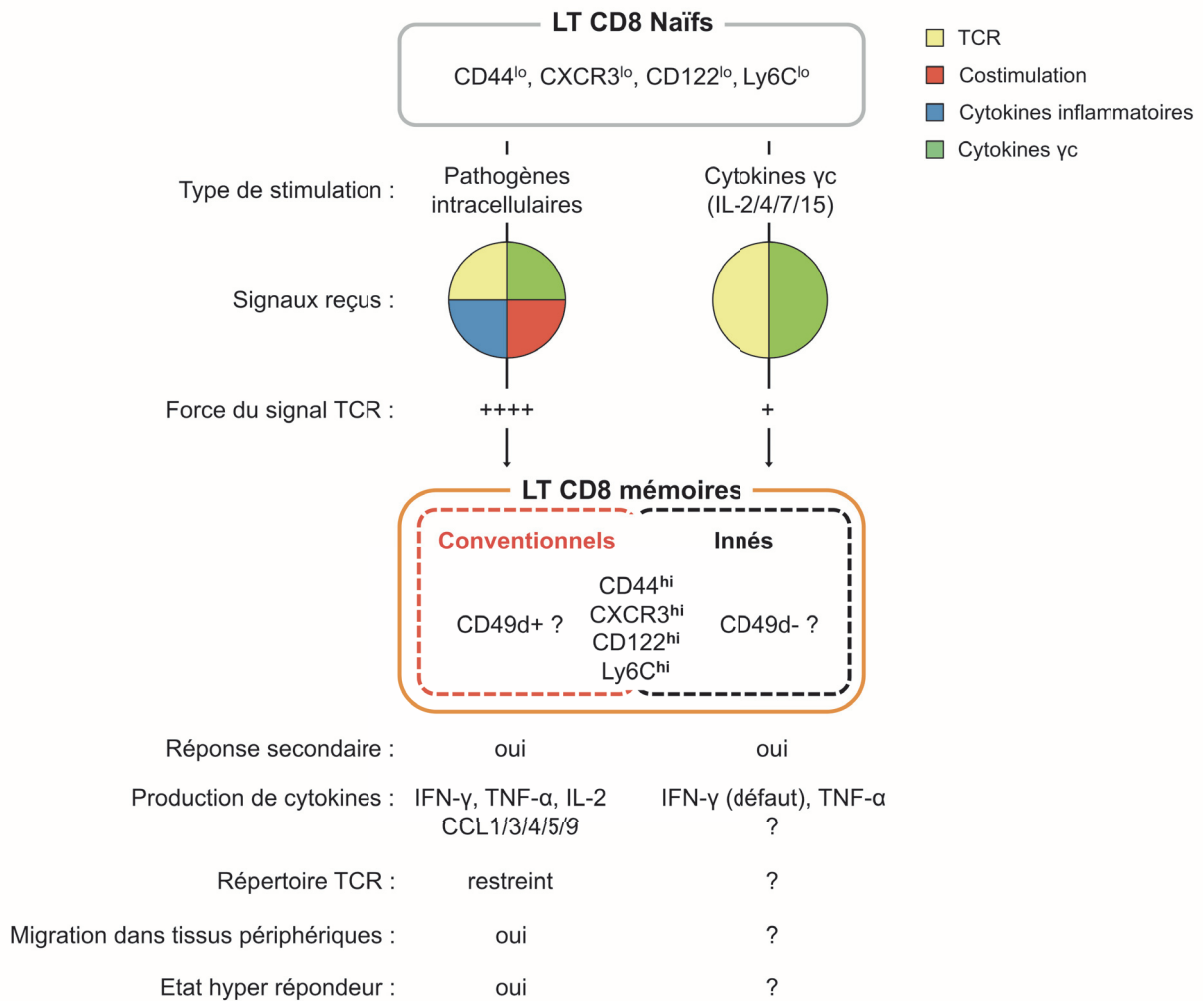 LT CD8 Naïfs
CD44lo, CXCR3lo, CD122lo, Ly6Clo
TCR
Costimulation
Cytokines inflammatoires
Cytokines γc
Type de stimulation :
Pathogènes
intracellulaires
Cytokines γc
(IL-2/4/7/15)
Signaux reçus :
Force du signal TCR :
++++
+
LT CD8 mémoires
Conventionnels
Innés
CD49d+ ?
CD44hi
CXCR3hi
CD122hi
Ly6Chi
CD49d- ?
Réponse secondaire :
oui
oui
Production de cytokines :
IFN-γ, TNF-α, IL-2
CCL1/3/4/5/9
IFN-γ (défaut), TNF-α
?
Répertoire TCR :
restreint
?
Migration dans tissus périphériques :
oui
?
Etat hyper répondeur :
oui
?